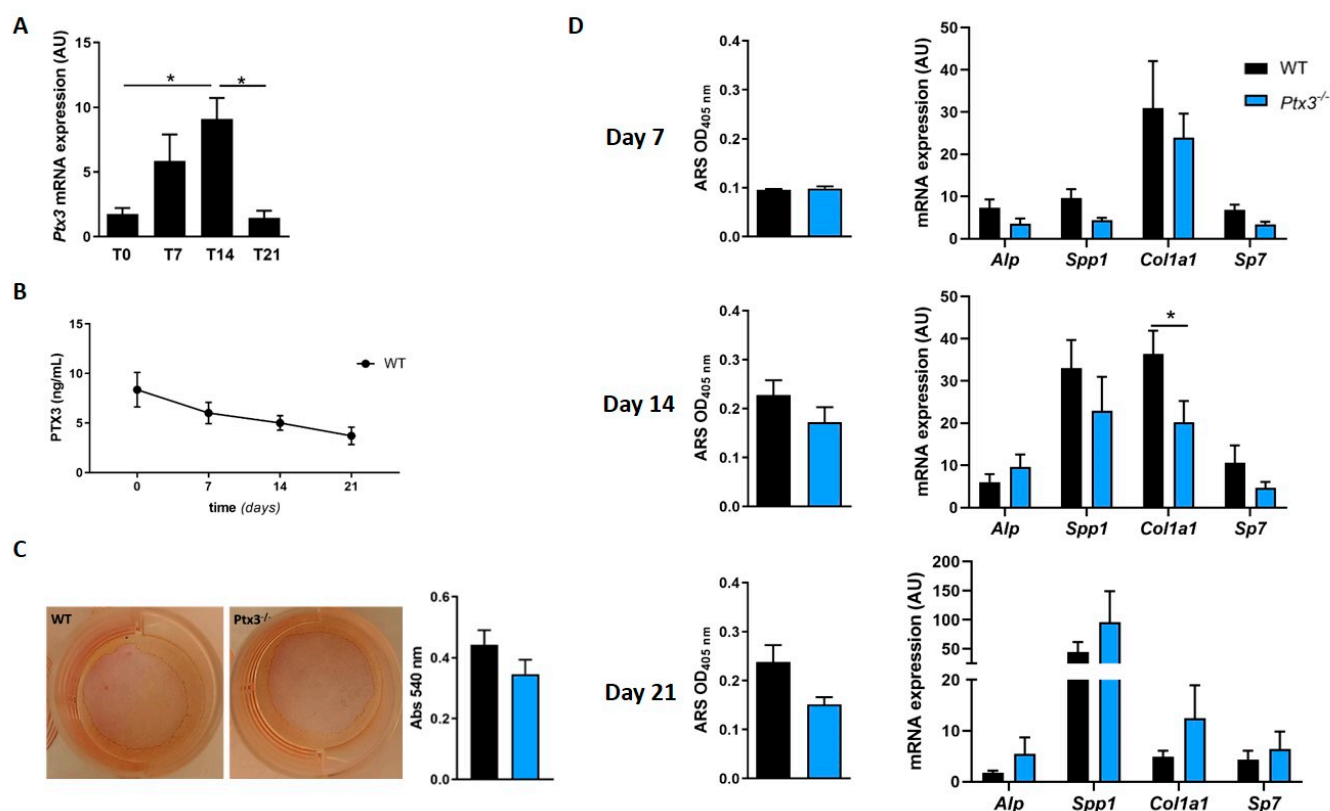 A
Ptx3 mRNA expression (AU)
15
10
5
0
*
*
T0 T7 T14 T21
B
PTX3 (ng/mL)
15
10
5
0
WT
0 7 14 21
time (days)
C
WT
Ptx3-/-
Abs 540 nm
0.6
0.4
0.2
0.0
D
Day 7
ARS OD405 nm
0.4
0.3
0.2
0.1
0.0
mRNA expression (AU)
50
40
30
20
10
0
WT
Ptx3-/-
Alp Spp1 Col1a1 Sp7
Day 14
ARS OD405 nm
0.4
0.3
0.2
0.1
0.0
mRNA expression (AU)
50
40
30
20
10
0
*
Alp Spp1 Col1a1 Sp7
Day 21
ARS OD405 nm
0.4
0.3
0.2
0.1
0.0
mRNA expression (AU)
200
150
100
50
20
10
0
Alp Spp1 Col1a1 Sp7